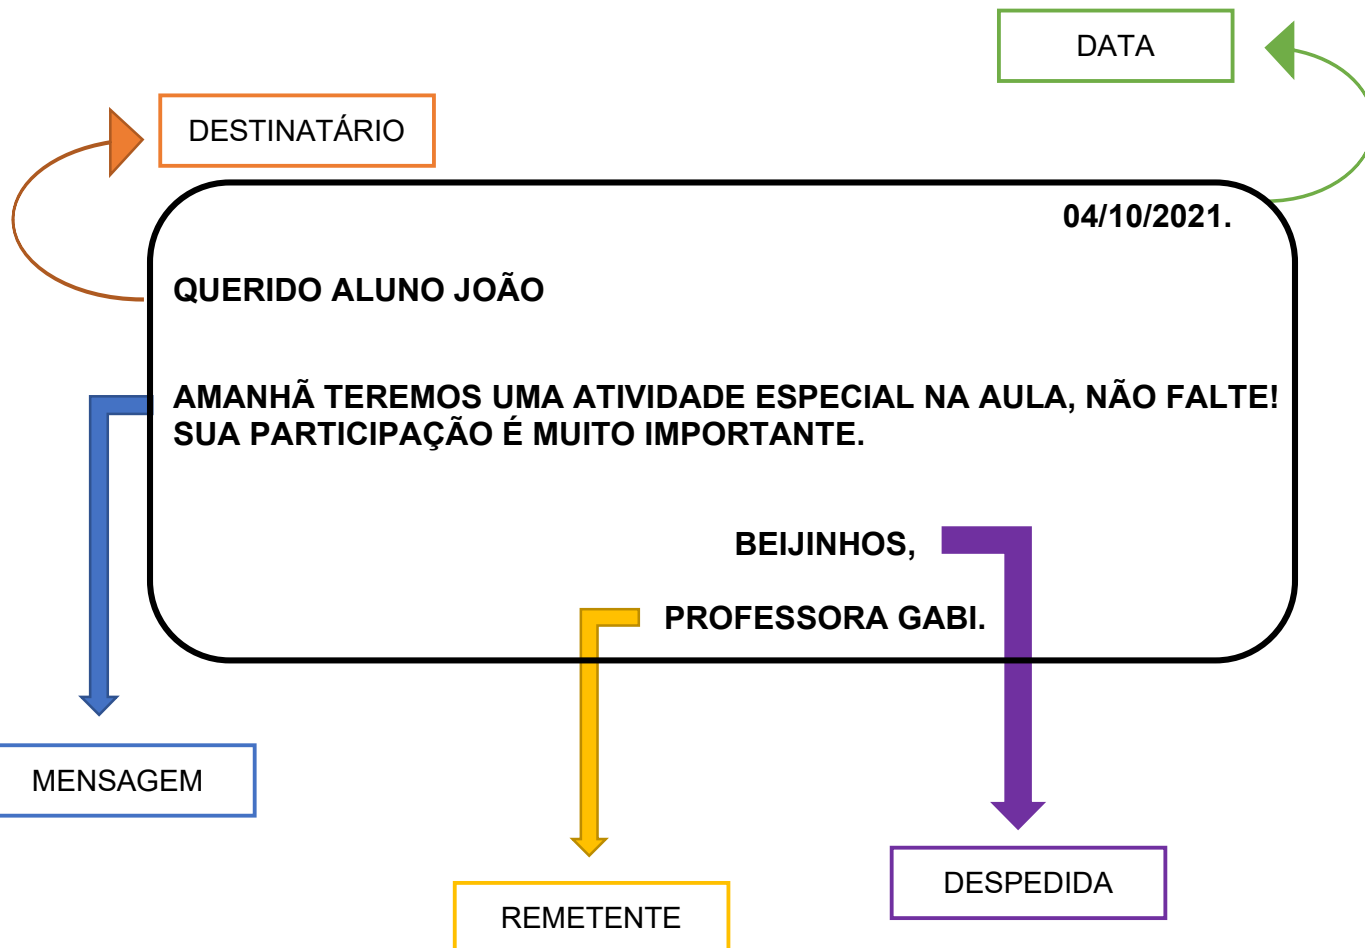 DATA
DESTINATÁRIO
04/10/2021.
QUERIDO ALUNO JOÃO
AMANHÃ TEREMOS UMA ATIVIDADE ESPECIAL NA AULA, NÃO FALTE!
SUA PARTICIPAÇÃO É MUITO IMPORTANTE.
BEIJINHOS,
PROFESSORA GABI.
MENSAGEM
DESPEDIDA
REMETENTE